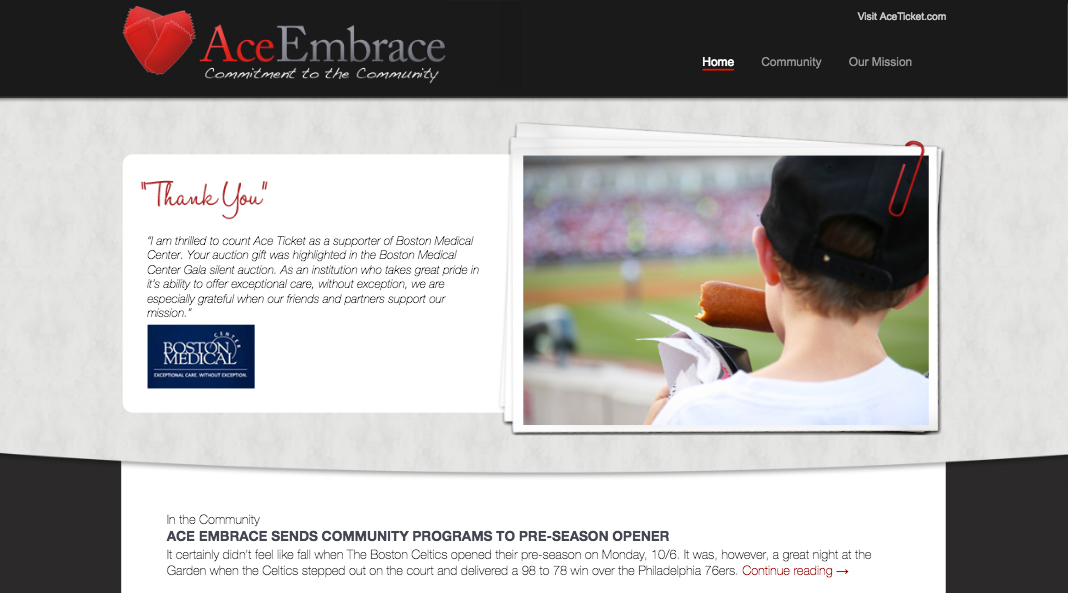 Visit AceTicket.com
AceEmbrace
Commitment to the Community
Home Community Our Mission
"Thank You"
"I am thrilled to count Ace Ticket as a supporter of Boston Medical
Center. Your auction gift was highlighted in the Boston Medical
Center Gala silent auction. As an institution who takes great pride in
it's ability to offer exceptional care, without exception, we are
especially grateful when our friends and partners support our
mission."
BOSTON
MEDICAL
CENTER
EXCEPTIONAL CARE. WITHOUT EXCEPTION.
In the Community
ACE EMBRACE SENDS COMMUNITY PROGRAMS TO PRE-SEASON OPENER
It certainly didn't feel like fall when The Boston Celtics opened their pre-season on Monday, 10/6. It was, however, a great night at the
Garden when the Celtics stepped out on the court and delivered a 98 to 78 win over the Philadelphia 76ers. Continue reading →